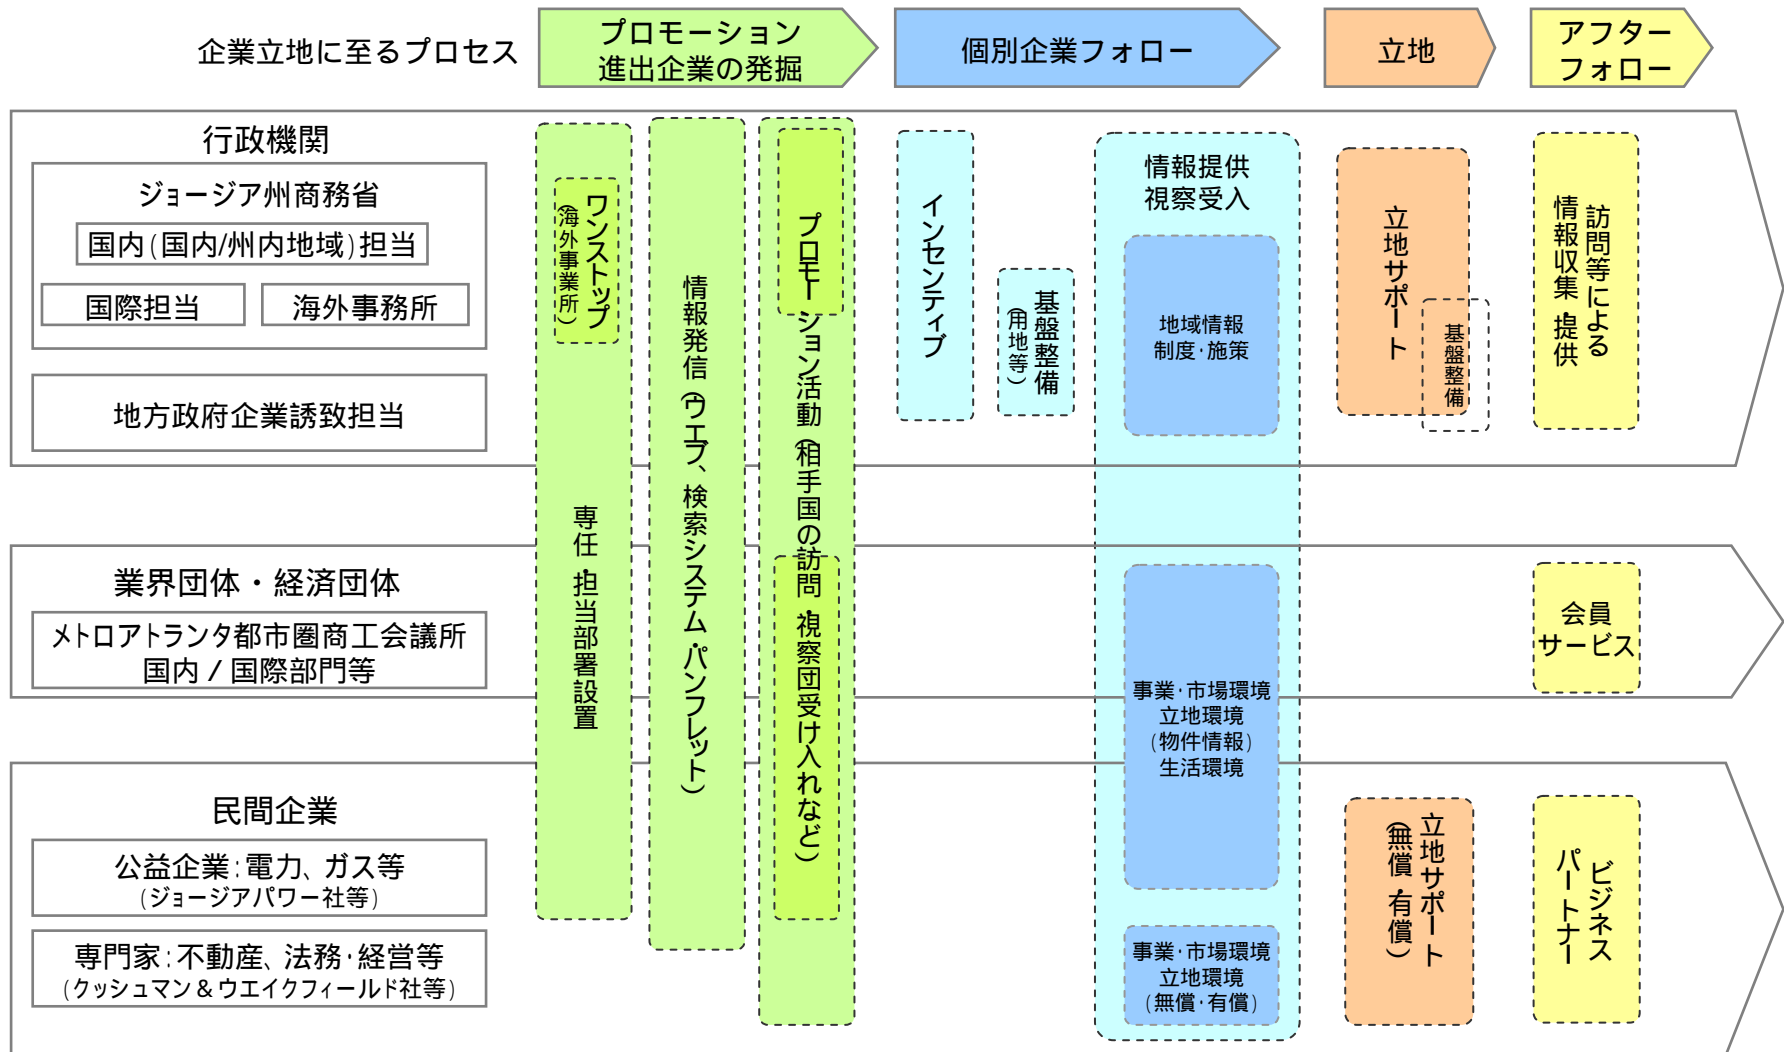 企業立地に至るプロセス
プロモーション
進出企業の発掘
個別企業フォロー
立地
アフター
フォロー
行政機関
ジョージア州商務省
国内(国内/州内地域)担当
国際担当
海外事務所
地方政府企業誘致担当
業界団体・経済団体
メトロアトランタ都市圏商工会議所
国内/国際部門等
民間企業
公益企業:電力、ガス等
(ジョージアパワー社等)
専門家:不動産、法務・経営等
(クッシュマン&ウエイクフィールド社等)
ワンストップ
(海外事業所)
専任・担当部署設置
情報発信(ウエブ、検索システム・パンフレット)
プロモーション活動(相手国の訪問・視察団受け入れなど)
インセンティブ
基盤整備
(用地等)
情報提供
視察受入
地域情報
制度・施策
事業・市場環境
立地環境
(物件情報)
生活環境
事業・市場環境
立地環境
(無償・有償)
立地サポート
基盤整備
立地サポート
(無償・有償)
訪問等による
情報収集・提供
会員
サービス
ビジネス
パートナー